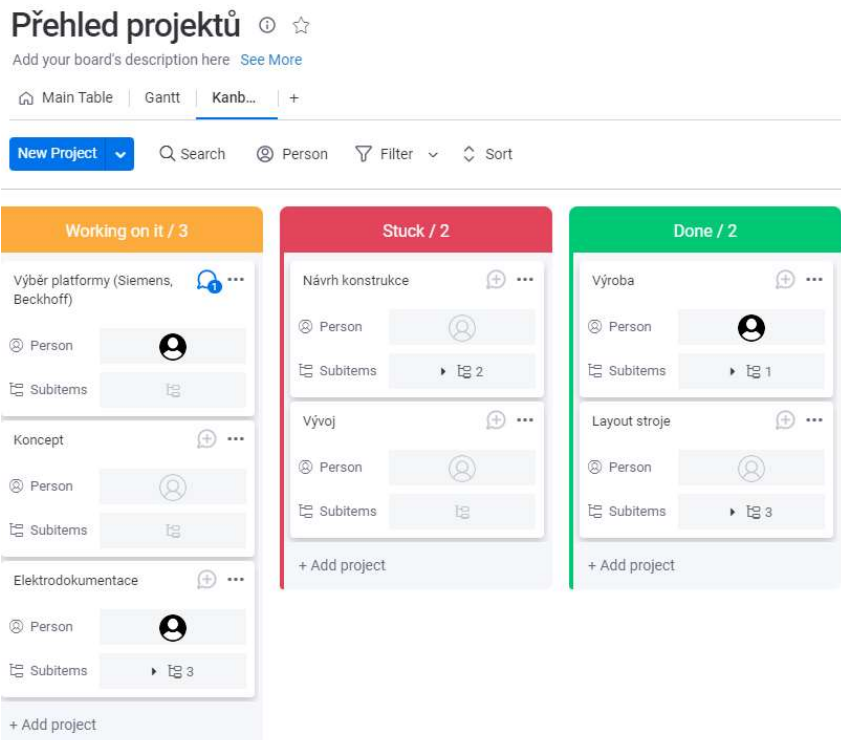 Přehled projektů
Add your board's description here See More
Main Table Gantt Kanb... +
New Project Search Person Filter Sort
Working on it / 3
Výběr platformy (Siemens,
Beckhoff)
1
Person
Subitems
Koncept
Person
Subitems
Elektrodokumentace
Person
Subitems 3
+ Add project
Stuck / 2
Návrh konstrukce
Person
Subitems 2
Vývoj
Person
Subitems
+ Add project
Done / 2
Výroba
Person
Subitems 1
Layout stroje
Person
Subitems 3
+ Add project